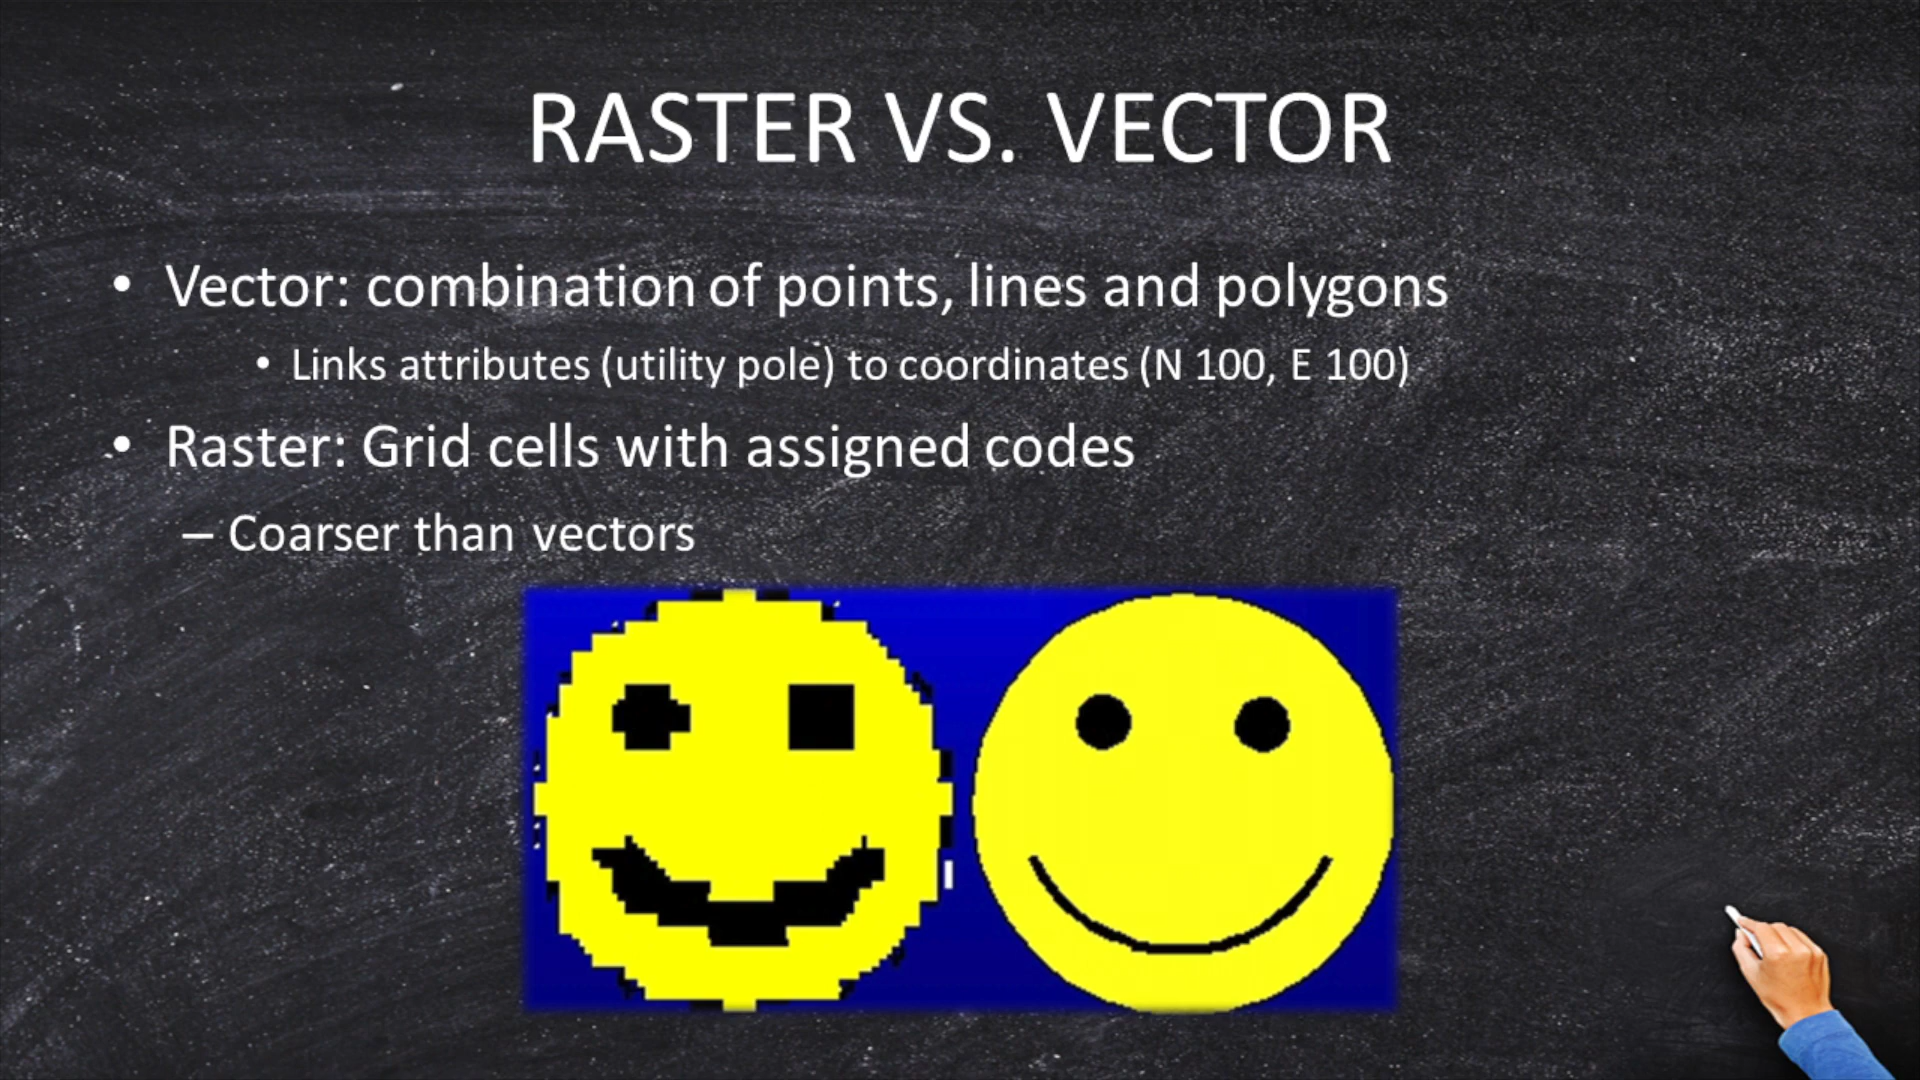 RASTER VS. VECTOR
• Vector: combination of points, lines and polygons
• Links attributes (utility pole) to coordinates (N 100, E 100)
• Raster: Grid cells with assigned codes
– Coarser than vectors